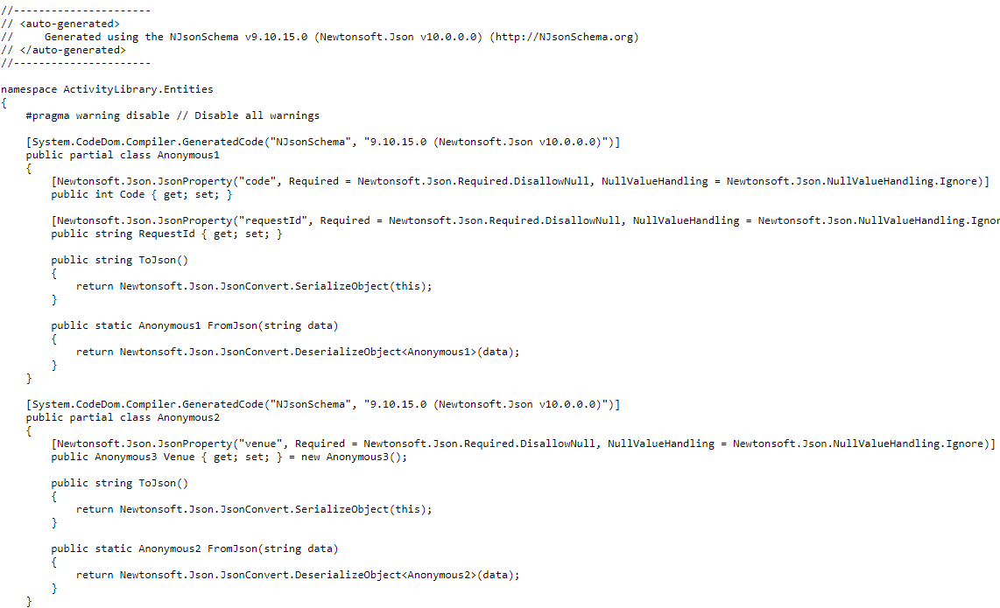 //----------------------
// <auto-generated>
//     Generated using the NJsonSchema v9.10.15.0 (Newtonsoft.Json v10.0.0.0) (http://NJsonSchema.org)
// </auto-generated>
//----------------------

namespace ActivityLibrary.Entities
{
    #pragma warning disable // Disable all warnings

    [System.CodeDom.Compiler.GeneratedCode("NJsonSchema", "9.10.15.0 (Newtonsoft.Json v10.0.0.0)")]
    public partial class Anonymous1
    {
        [Newtonsoft.Json.JsonProperty("code", Required = Newtonsoft.Json.Required.DisallowNull, NullValueHandling = Newtonsoft.Json.NullValueHandling.Ignore)]
        public int Code { get; set; }

        [Newtonsoft.Json.JsonProperty("requestId", Required = Newtonsoft.Json.Required.DisallowNull, NullValueHandling = Newtonsoft.Json.NullValueHandling.Ignor
        public string RequestId { get; set; }

        public string ToJson()
        {
            return Newtonsoft.Json.JsonConvert.SerializeObject(this);
        }

        public static Anonymous1 FromJson(string data)
        {
            return Newtonsoft.Json.JsonConvert.DeserializeObject<Anonymous1>(data);
        }
    }

    [System.CodeDom.Compiler.GeneratedCode("NJsonSchema", "9.10.15.0 (Newtonsoft.Json v10.0.0.0)")]
    public partial class Anonymous2
    {
        [Newtonsoft.Json.JsonProperty("venue", Required = Newtonsoft.Json.Required.DisallowNull, NullValueHandling = Newtonsoft.Json.NullValueHandling.Ignore)]
        public Anonymous3 Venue { get; set; } = new Anonymous3();

        public string ToJson()
        {
            return Newtonsoft.Json.JsonConvert.SerializeObject(this);
        }

        public static Anonymous2 FromJson(string data)
        {
            return Newtonsoft.Json.JsonConvert.DeserializeObject<Anonymous2>(data);
        }
    }